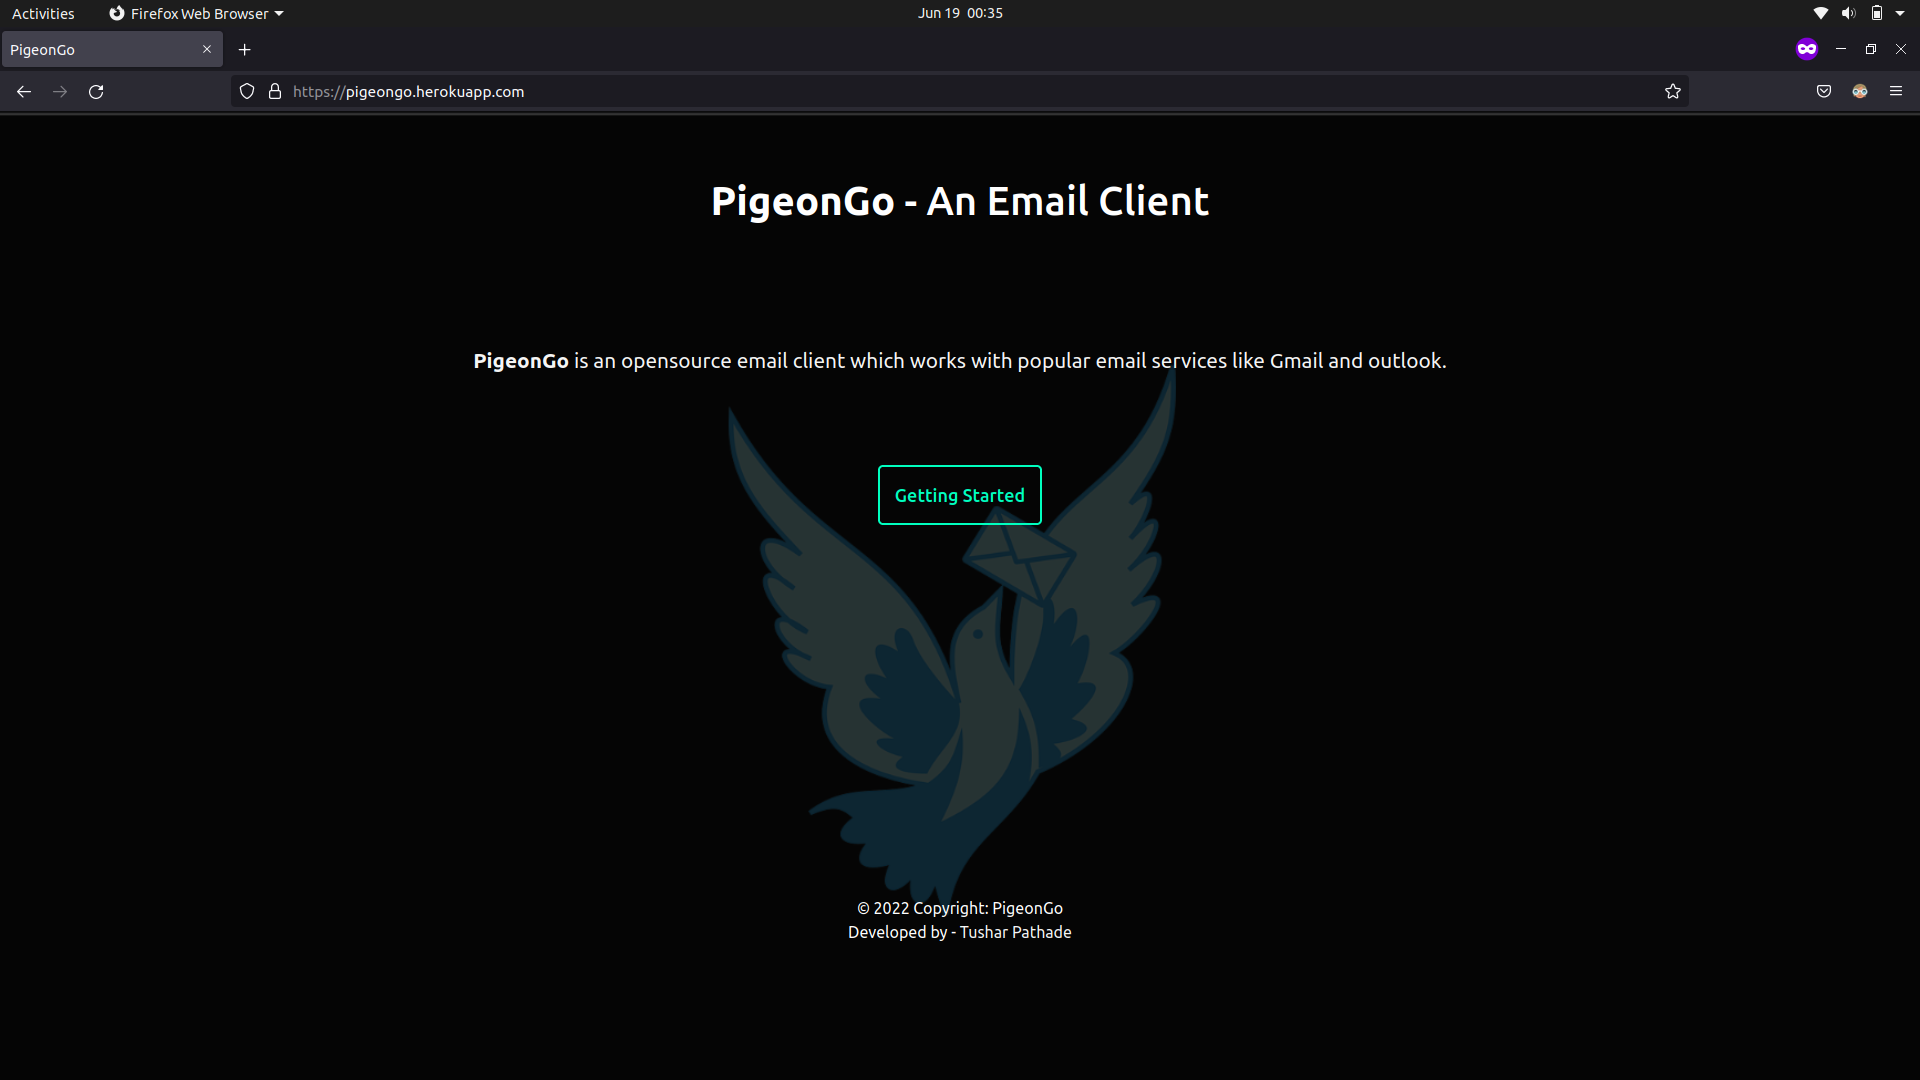 Activities
Firefox Web Browser
Jun 19 00:35
PigeonGo
https://pigeongo.herokuapp.com
PigeonGo - An Email Client
PigeonGo is an opensource email client which works with popular email services like Gmail and outlook.
Getting Started
© 2022 Copyright: PigeonGo
Developed by - Tushar Pathade